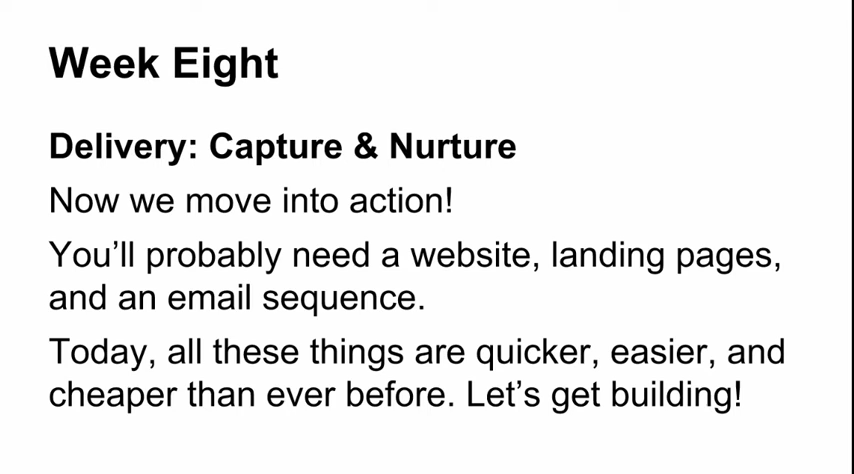 Week Eight
Delivery: Capture & Nurture
Now we move into action!
You’ll probably need a website, landing pages,
and an email sequence.
Today, all these things are quicker, easier, and
cheaper than ever before. Let’s get building!